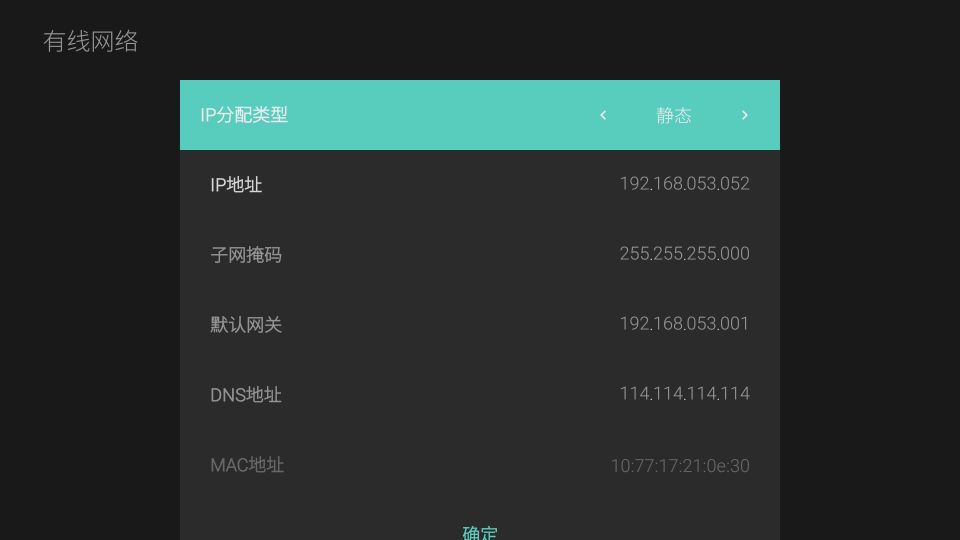 有线网络
IP分配类型 < 静态 >
IP地址 192.168.053.052
子网掩码 255.255.255.000
默认网关 192.168.053.001
DNS地址 114.114.114.114
MAC地址 10:77:17:21:0e:30
确定